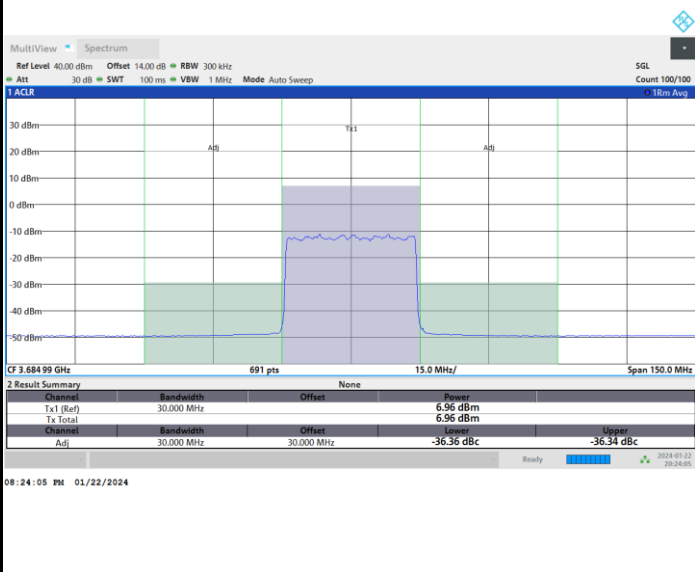 MultiView Spectrum
Ref Level 40.00 dBm Offset 14.00 dB RBW 300 kHz SGL
Att 30 dB SWT 100 ms VBW 1 MHz Mode Auto Sweep Count 100/100
1 ACLR 1Rm Avg
30 dBm
Tx1
20 dBm
Adj Adj
10 dBm
0 dBm
-10 dBm
-20 dBm
-30 dBm
-40 dBm
-50 dBm
CF 3.684 99 GHz 691 pts 15.0 MHz/ Span 150.0 MHz
2 Result Summary None
Channel Bandwidth Offset Power
Tx1 (Ref) 30.000 MHz 6.96 dBm
Tx Total 6.96 dBm
Channel Bandwidth Offset Lower Upper
Adj 30.000 MHz 30.000 MHz -36.36 dBc -36.34 dBc
Ready 2024-01-22
20:24:05
08:24:05 PM 01/22/2024